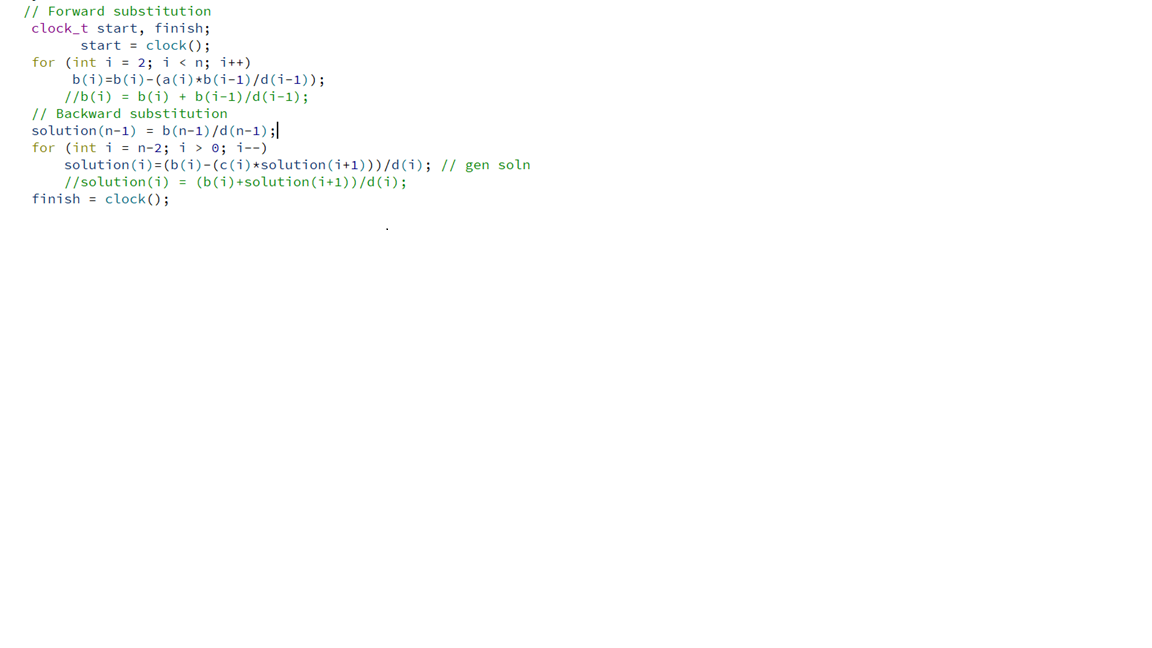 // Forward substitution
clock_t start, finish;
start = clock();
for (int i = 2; i < n; i++)
b(i)=b(i)-(a(i)*b(i-1)/d(i-1));
//b(i) = b(i) + b(i-1)/d(i-1);
// Backward substitution
solution(n-1) = b(n-1)/d(n-1);
for (int i = n-2; i > 0; i--)
solution(i)=(b(i)-(c(i)*solution(i+1)))/d(i); // gen soln
//solution(i) = (b(i)+solution(i+1))/d(i);
finish = clock();